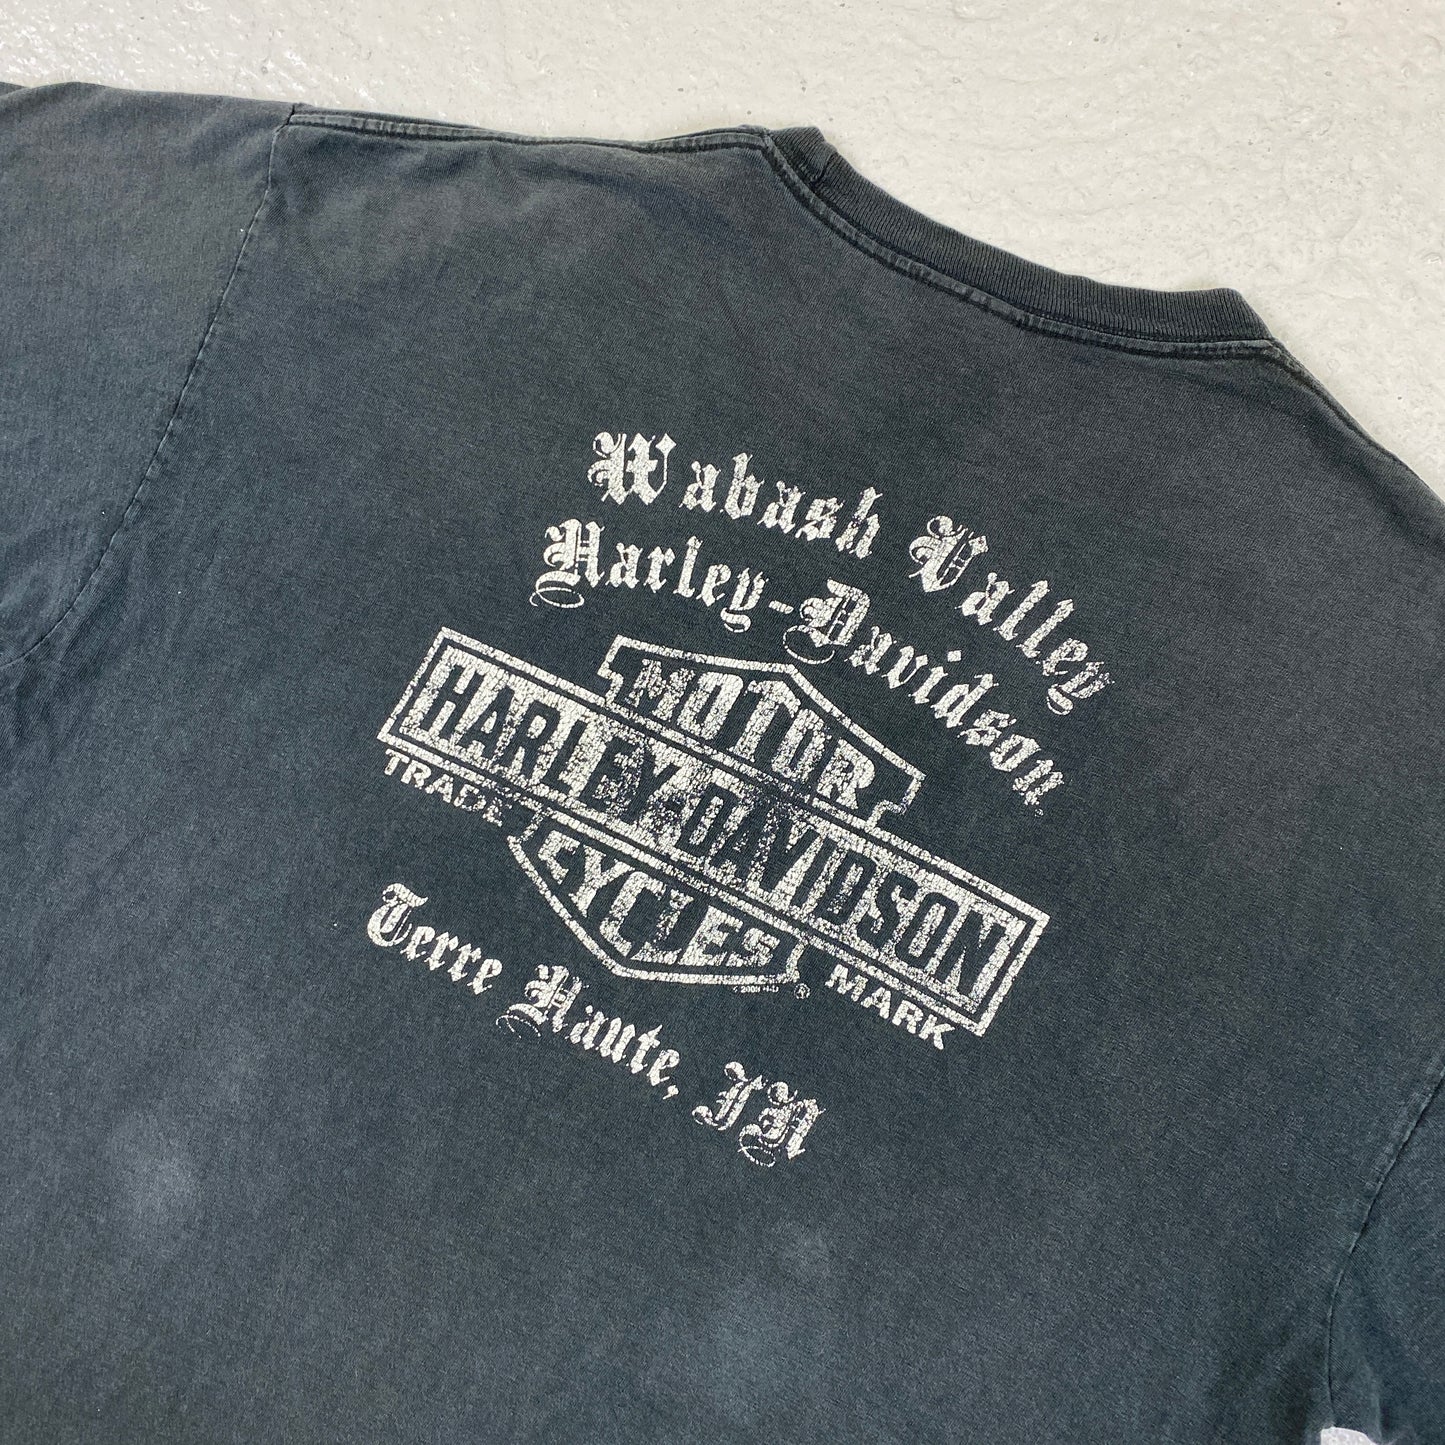 Wabash Valley
Harley-Davidson
MOTOR
HARLEY-DAVIDSON
CYCLES
TRADE MARK
®
Terre Haute, IN